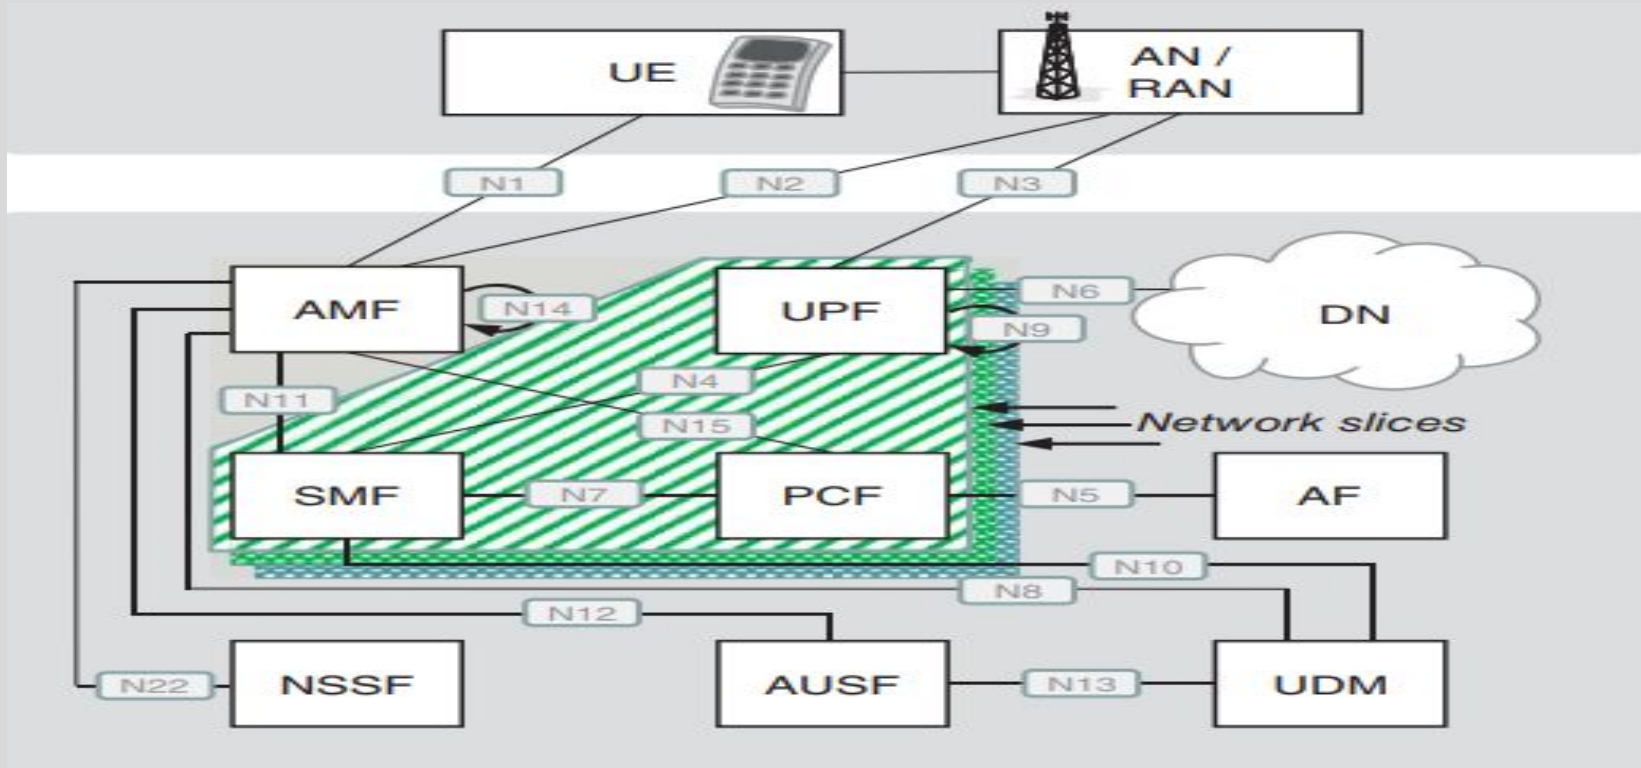 UE
AN /
RAN
N1
N2
N3
AMF
N14
UPF
N6
DN
N9
N4
N11
N15
Network slices
SMF
N7
PCF
N5
AF
N10
N8
N12
N22
NSSF
AUSF
N13
UDM